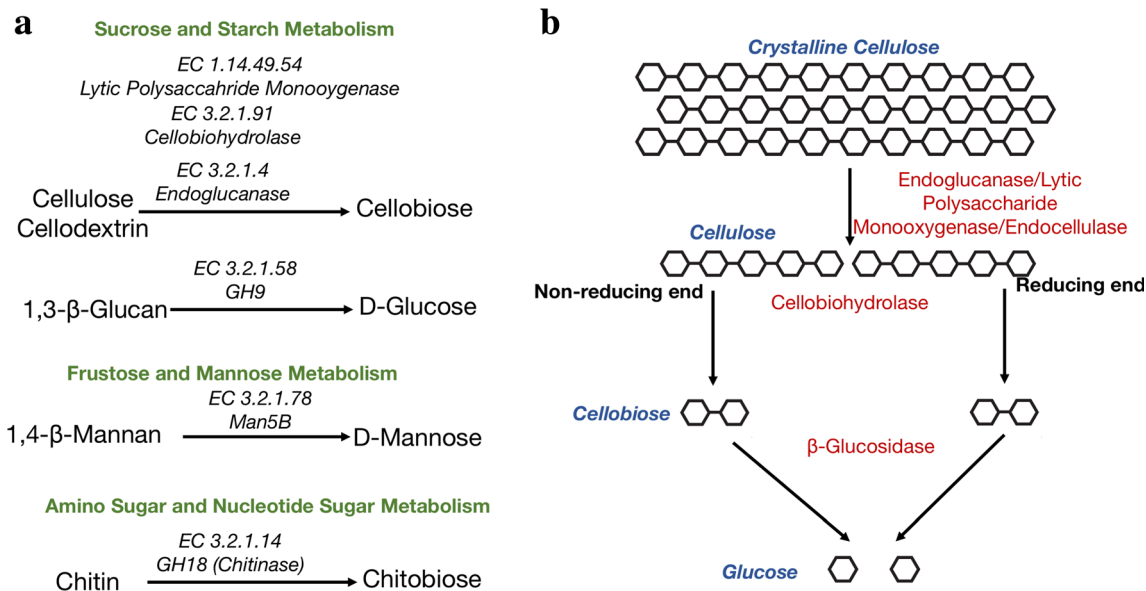 a
Sucrose and Starch Metabolism
EC 1.14.49.54
Lytic Polysaccahride Monooygenase
EC 3.2.1.91
Cellobiohydrolase
EC 3.2.1.4
Endoglucanase
Cellulose
Cellodextrin
Cellobiose
EC 3.2.1.58
GH9
1,3-β-Glucan
D-Glucose
Frustose and Mannose Metabolism
EC 3.2.1.78
Man5B
1,4-β-Mannan
D-Mannose
Amino Sugar and Nucleotide Sugar Metabolism
EC 3.2.1.14
GH18 (Chitinase)
Chitin
Chitobiose
b
Crystalline Cellulose
Endoglucanase/Lytic
Polysaccharide
Monooxygenase/Endocellulase
Cellulose
Non-reducing end
Cellobiohydrolase
Reducing end
Cellobiose
β-Glucosidase
Glucose